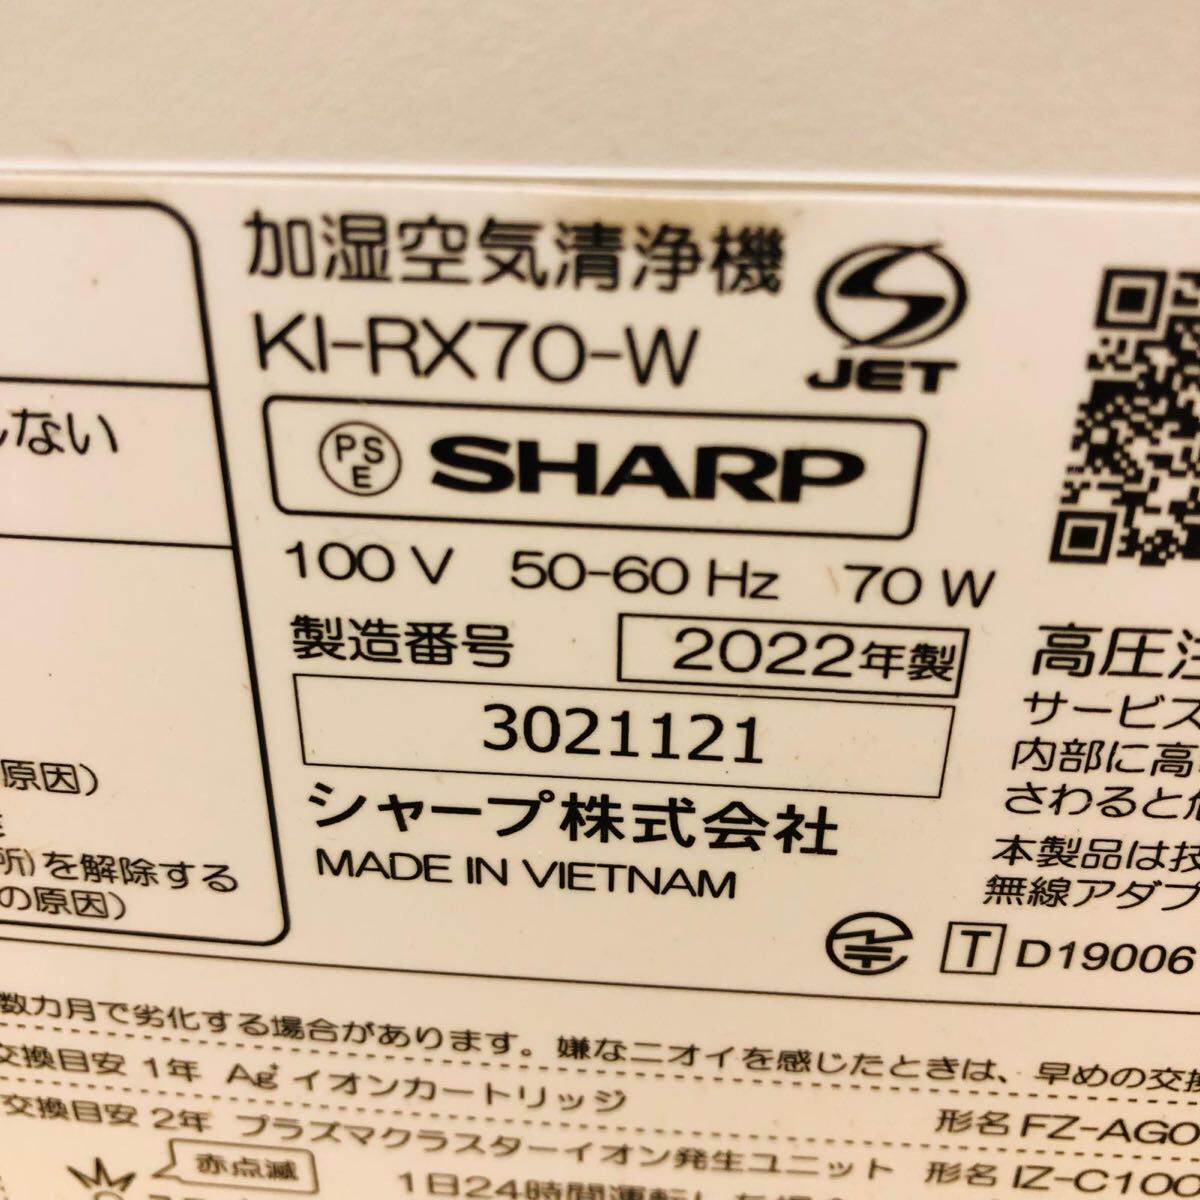 加湿空気清浄機
KI-RX70-W
JET
PSE SHARP
100 V 50-60 Hz 70 W
製造番号 2022年製
3021121
シャープ株式会社
MADE IN VIETNAM
しない
原因)
所)を解除する
の原因)
高圧注
サービス
内部に高
さわると危
本製品は技
無線アダプ
T D19006
数カ月で劣化する場合があります。嫌なニオイを感じたときは、早めの交換
交換目安 1年 Ag+イオンカートリッジ 形名 FZ-AG0
交換目安 2年 プラズマクラスターイオン発生ユニット 形名 IZ-C100
赤点滅
1日24時間運転した場合